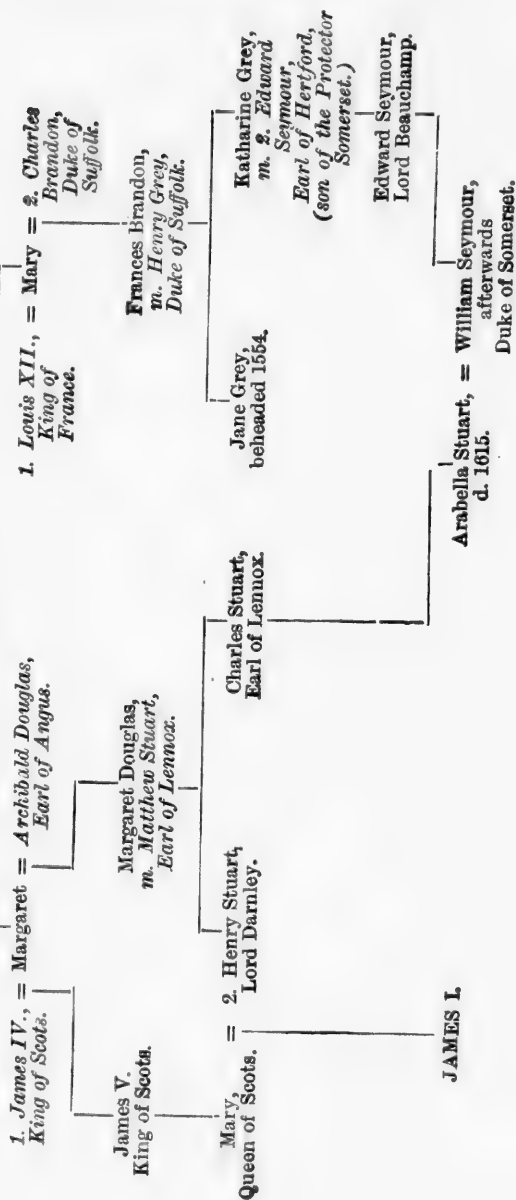 1. James IV., = Margaret = Archibald Douglas,
King of Scots.
Earl of Angus.
1. Louis XII., = Mary = 2. Charles
King of
France.
Brandon,
Duke of
Suffolk.
James V.
King of Scots.
Margaret Douglas,
m. Matthew Stuart,
Earl of Lennox.
Frances Brandon,
m. Henry Grey,
Duke of Suffolk.
Mary,
Queen of Scots.
= 2. Henry Stuart,
Lord Darnley.
Charles Stuart,
Earl of Lennox.
Jane Grey,
beheaded 1554.
Katharine Grey,
m. 2. Edward
Seymour,
Earl of Hertford,
(son of the Protector
Somerset.)
Edward Seymour,
Lord Beauchamp.
JAMES I.
Arabella Stuart, = William Seymour,
d. 1615.
afterwards
Duke of Somerset.